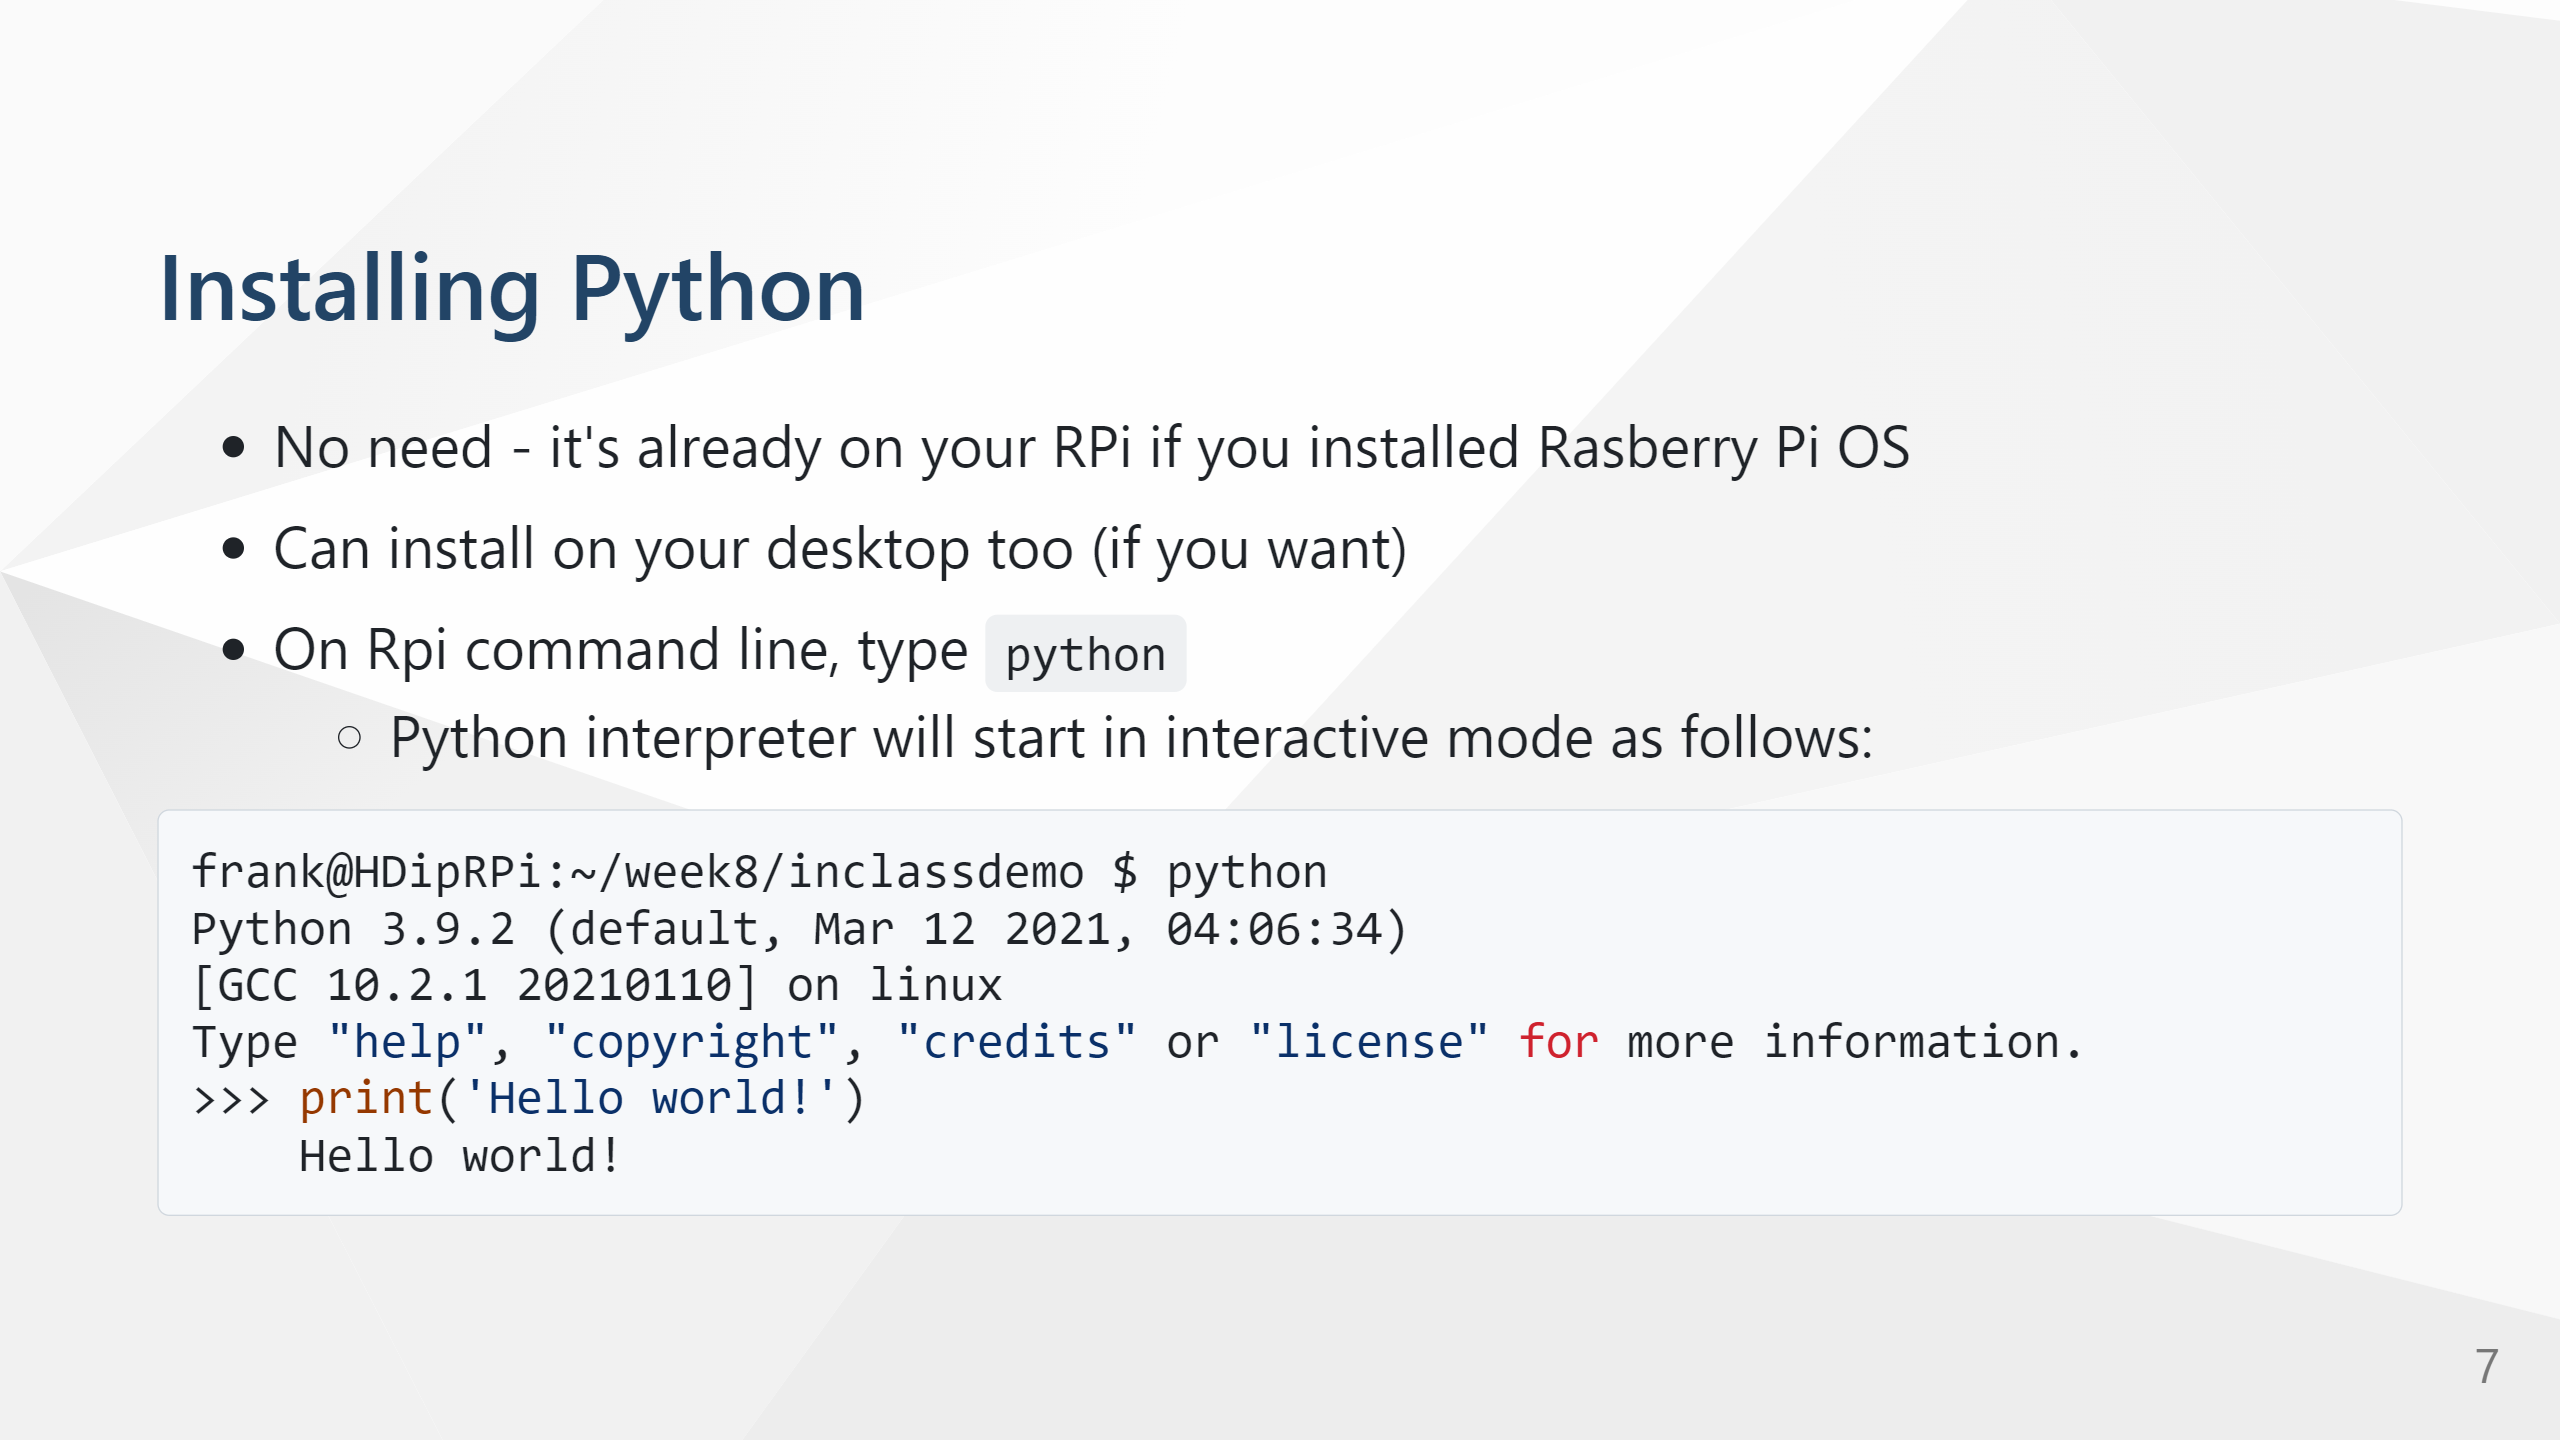 Installing Python
• No need - it's already on your RPi if you installed Rasberry Pi OS
• Can install on your desktop too (if you want)
• On Rpi command line, type python
○ Python interpreter will start in interactive mode as follows:
frank@HDipRPi:~/week8/inclassdemo $ python
Python 3.9.2 (default, Mar 12 2021, 04:06:34)
[GCC 10.2.1 20210110] on linux
Type "help", "copyright", "credits" or "license" for more information.
>>> print('Hello world!')
    Hello world!
7